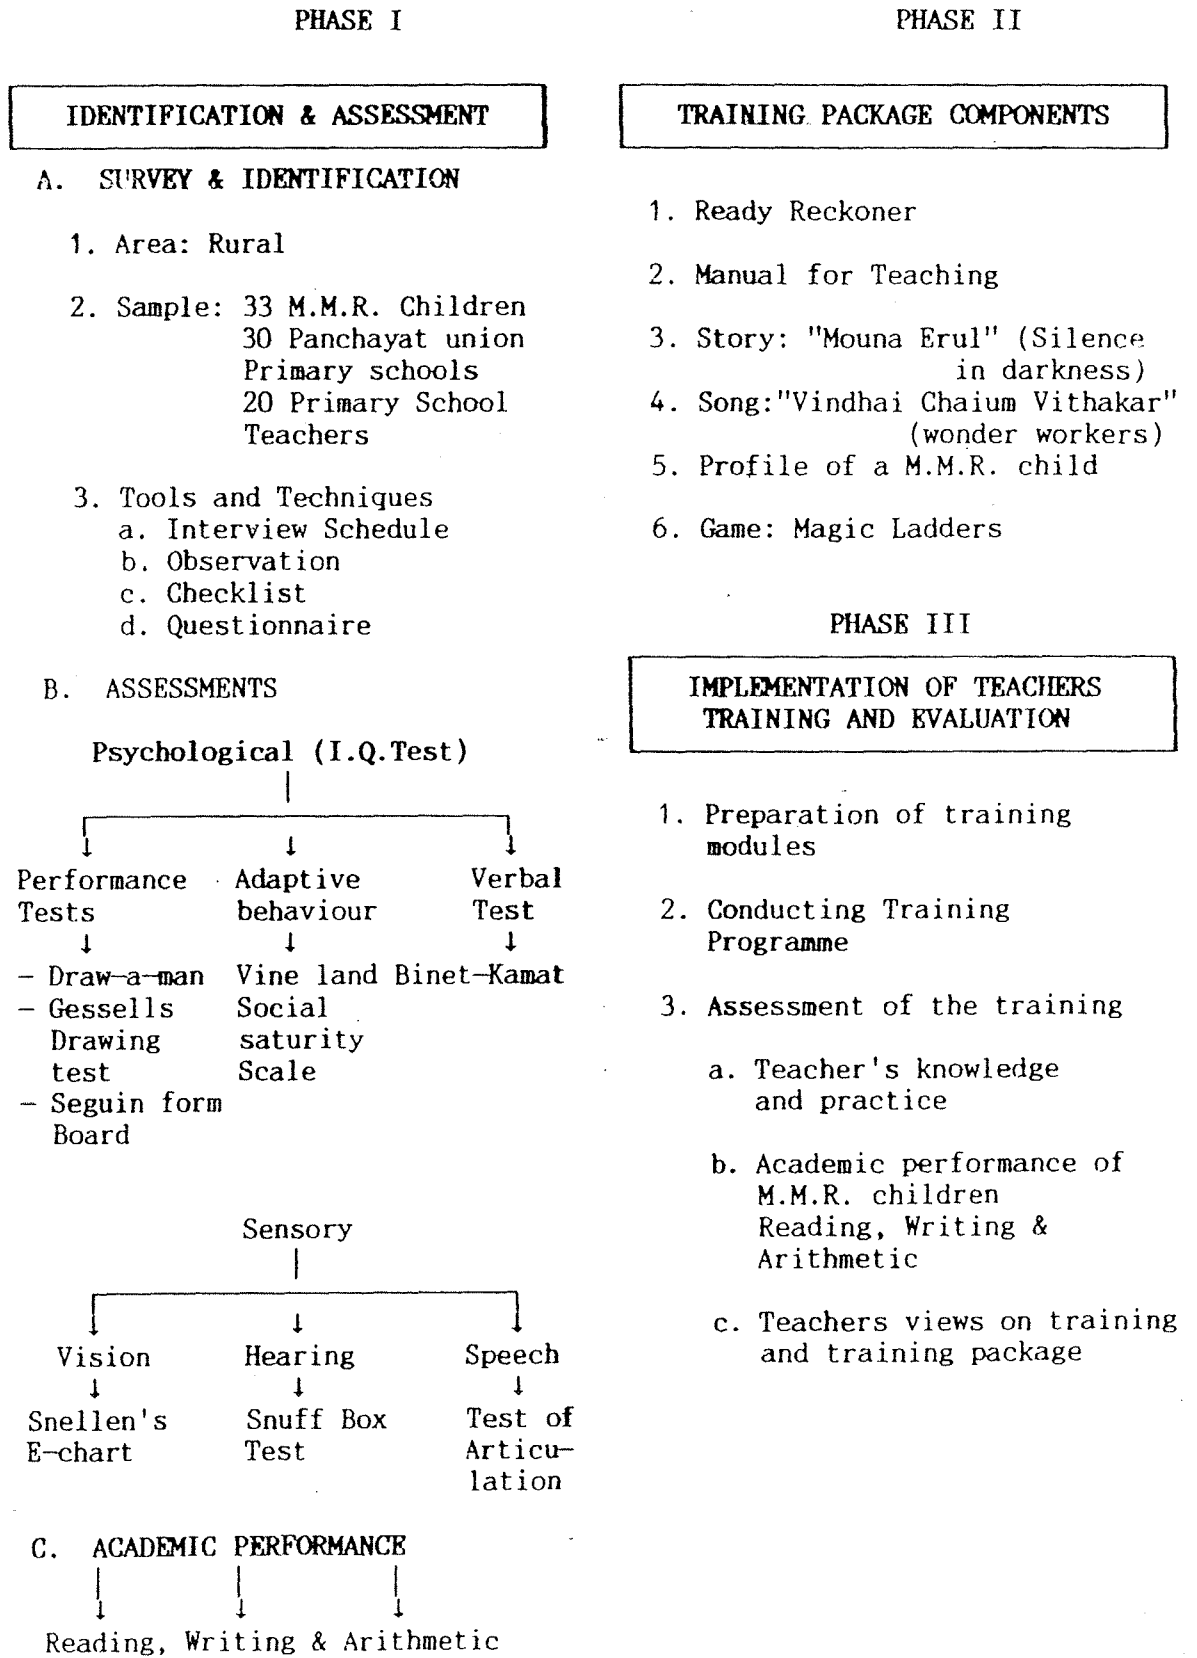 PHASE I
IDENTIFICATION & ASSESSMENT
A. SURVEY & IDENTIFICATION
1. Area: Rural
2. Sample: 33 M.M.R. Children
30 Panchayat union
Primary schools
20 Primary School
Teachers
3. Tools and Techniques
a. Interview Schedule
b. Observation
c. Checklist
d. Questionnaire
B. ASSESSMENTS
Psychological (I.Q.Test)
Performance Adaptive Verbal
Tests behaviour Test
- Draw-a-man Vine land Binet-Kamat
- Gessells Social
Drawing saturity
test Scale
- Seguin form
Board
Sensory
Vision Hearing Speech
Snellen's Snuff Box Test of
E-chart Test Articu-
lation
C. ACADEMIC PERFORMANCE
Reading, Writing & Arithmetic
PHASE II
TRAINING PACKAGE COMPONENTS
1. Ready Reckoner
2. Manual for Teaching
3. Story: "Mouna Erul" (Silence
in darkness)
4. Song:"Vindhai Chaium Vithakar"
(wonder workers)
5. Profile of a M.M.R. child
6. Game: Magic Ladders
PHASE III
IMPLEMENTATION OF TEACHERS
TRAINING AND EVALUATION
1. Preparation of training
modules
2. Conducting Training
Programme
3. Assessment of the training
a. Teacher's knowledge
and practice
b. Academic performance of
M.M.R. children
Reading, Writing &
Arithmetic
c. Teachers views on training
and training package